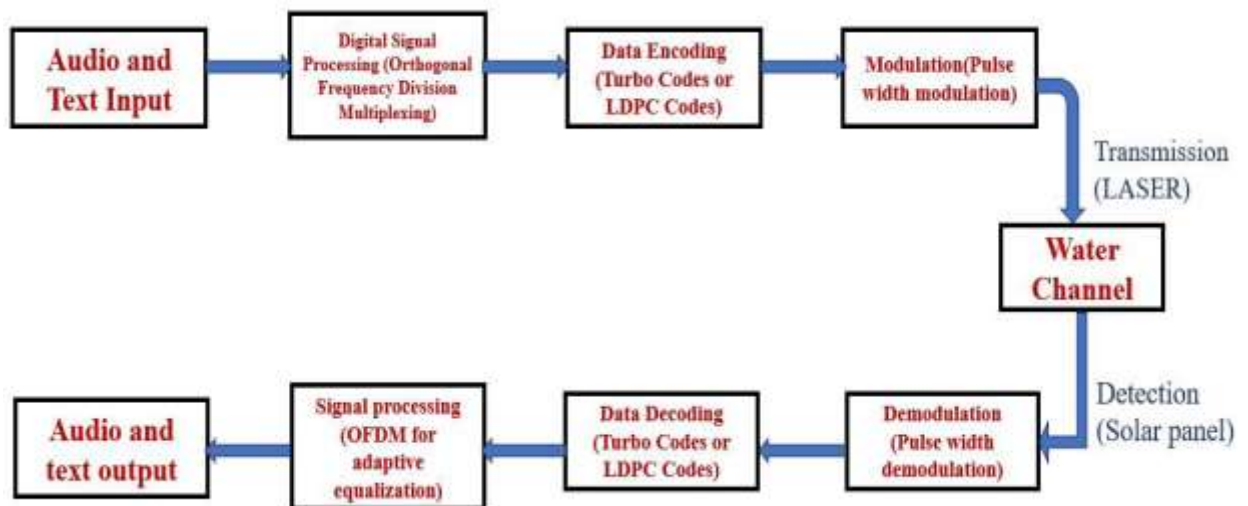 Audio and
Text Input
Digital Signal
Processing (Orthogonal
Frequency Division
Multiplexing)
Data Encoding
(Turbo Codes or
LDPC Codes)
Modulation(Pulse
width modulation)
Transmission
(LASER)
Water
Channel
Detection
(Solar panel)
Demodulation
(Pulse width
demodulation)
Data Decoding
(Turbo Codes or
LDPC Codes)
Signal processing
(OFDM for
adaptive
equalization)
Audio and
text output